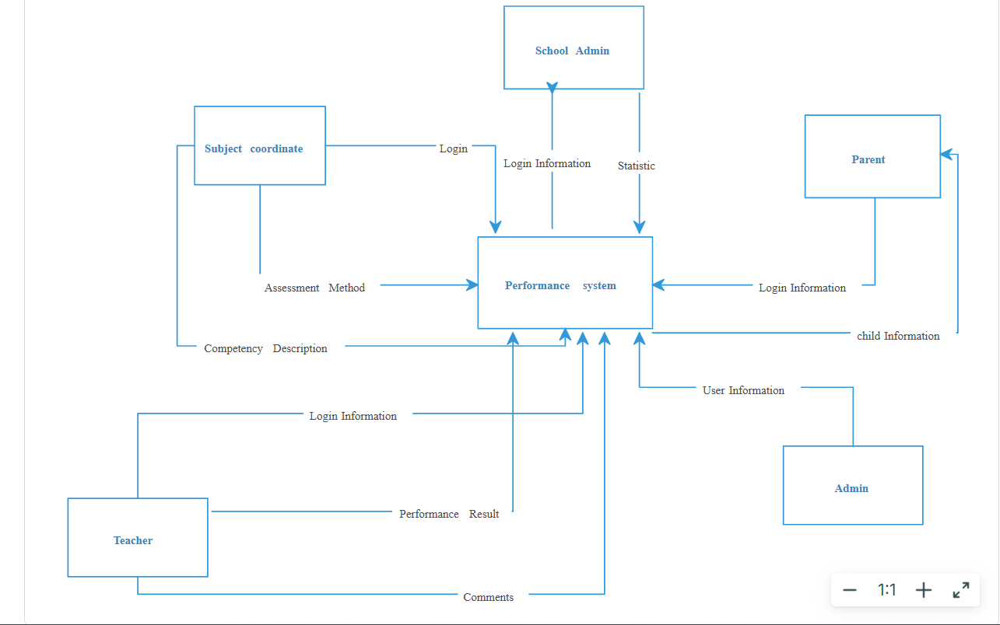 School Admin
Subject coordinate
Login
Login Information
Statistic
Parent
Performance system
Assessment Method
Login Information
child Information
Competency Description
User Information
Login Information
Admin
Performance Result
Teacher
Comments
1:1